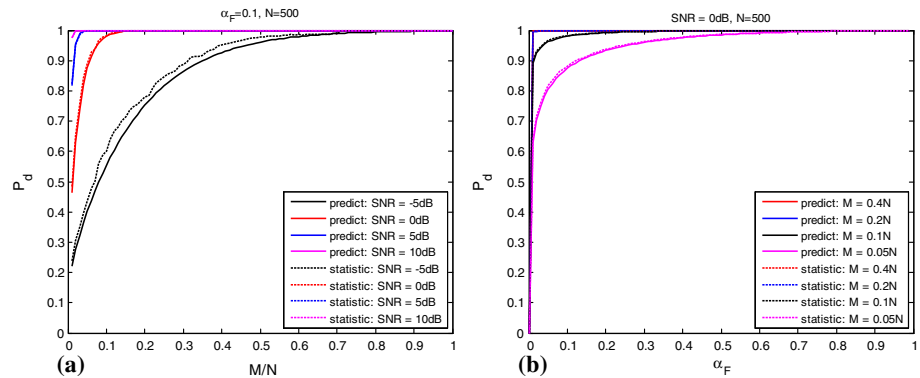 α_F=0.1, N=500
P_d
1
0.9
0.8
0.7
0.6
0.5
0.4
0.3
0.2
0.1
0
predict: SNR = -5dB
predict: SNR = 0dB
predict: SNR = 5dB
predict: SNR = 10dB
statistic: SNR = -5dB
statistic: SNR = 0dB
statistic: SNR = 5dB
statistic: SNR = 10dB
0 0.1 0.2 0.3 0.4 0.5 0.6 0.7 0.8 0.9 1
(a)
M/N
SNR = 0dB, N=500
P_d
1
0.9
0.8
0.7
0.6
0.5
0.4
0.3
0.2
0.1
0
predict: M = 0.4N
predict: M = 0.2N
predict: M = 0.1N
predict: M = 0.05N
statistic: M = 0.4N
statistic: M = 0.2N
statistic: M = 0.1N
statistic: M = 0.05N
0 0.1 0.2 0.3 0.4 0.5 0.6 0.7 0.8 0.9 1
(b)
α_F